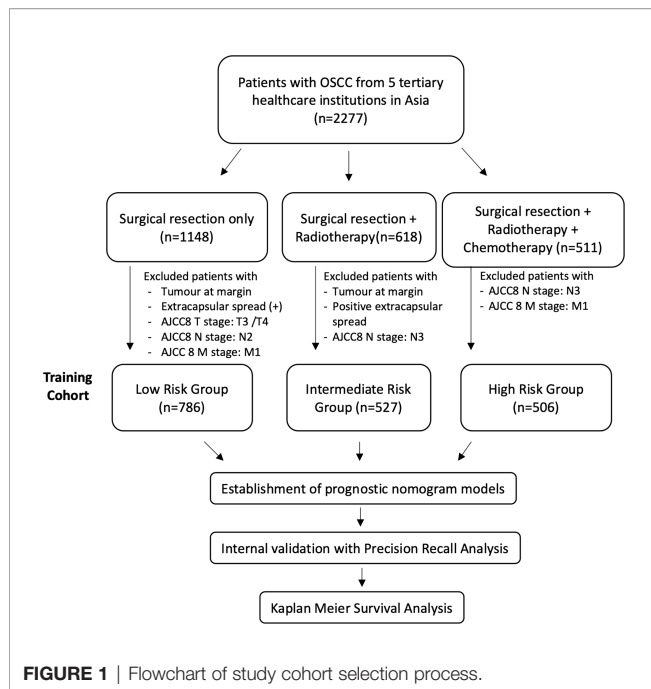 Patients with OSCC from 5 tertiary
healthcare institutions in Asia
(n=2277)
Surgical resection only
(n=1148)
Surgical resection +
Radiotherapy(n=618)
Surgical resection +
Radiotherapy +
Chemotherapy (n=511)
Excluded patients with
- Tumour at margin
- Extracapsular spread (+)
- AJCC8 T stage: T3 /T4
- AJCC8 N stage: N2
- AJCC 8 M stage: M1
Excluded patients with
- Tumour at margin
- Positive extracapsular
spread
- AJCC8 N stage: N3
Excluded patients with
- AJCC8 N stage: N3
- AJCC 8 M stage: M1
Training
Cohort
Low Risk Group
(n=786)
Intermediate Risk
Group (n=527)
High Risk Group
(n=506)
Establishment of prognostic nomogram models
Internal validation with Precision Recall Analysis
Kaplan Meier Survival Analysis
FIGURE 1 | Flowchart of study cohort selection process.